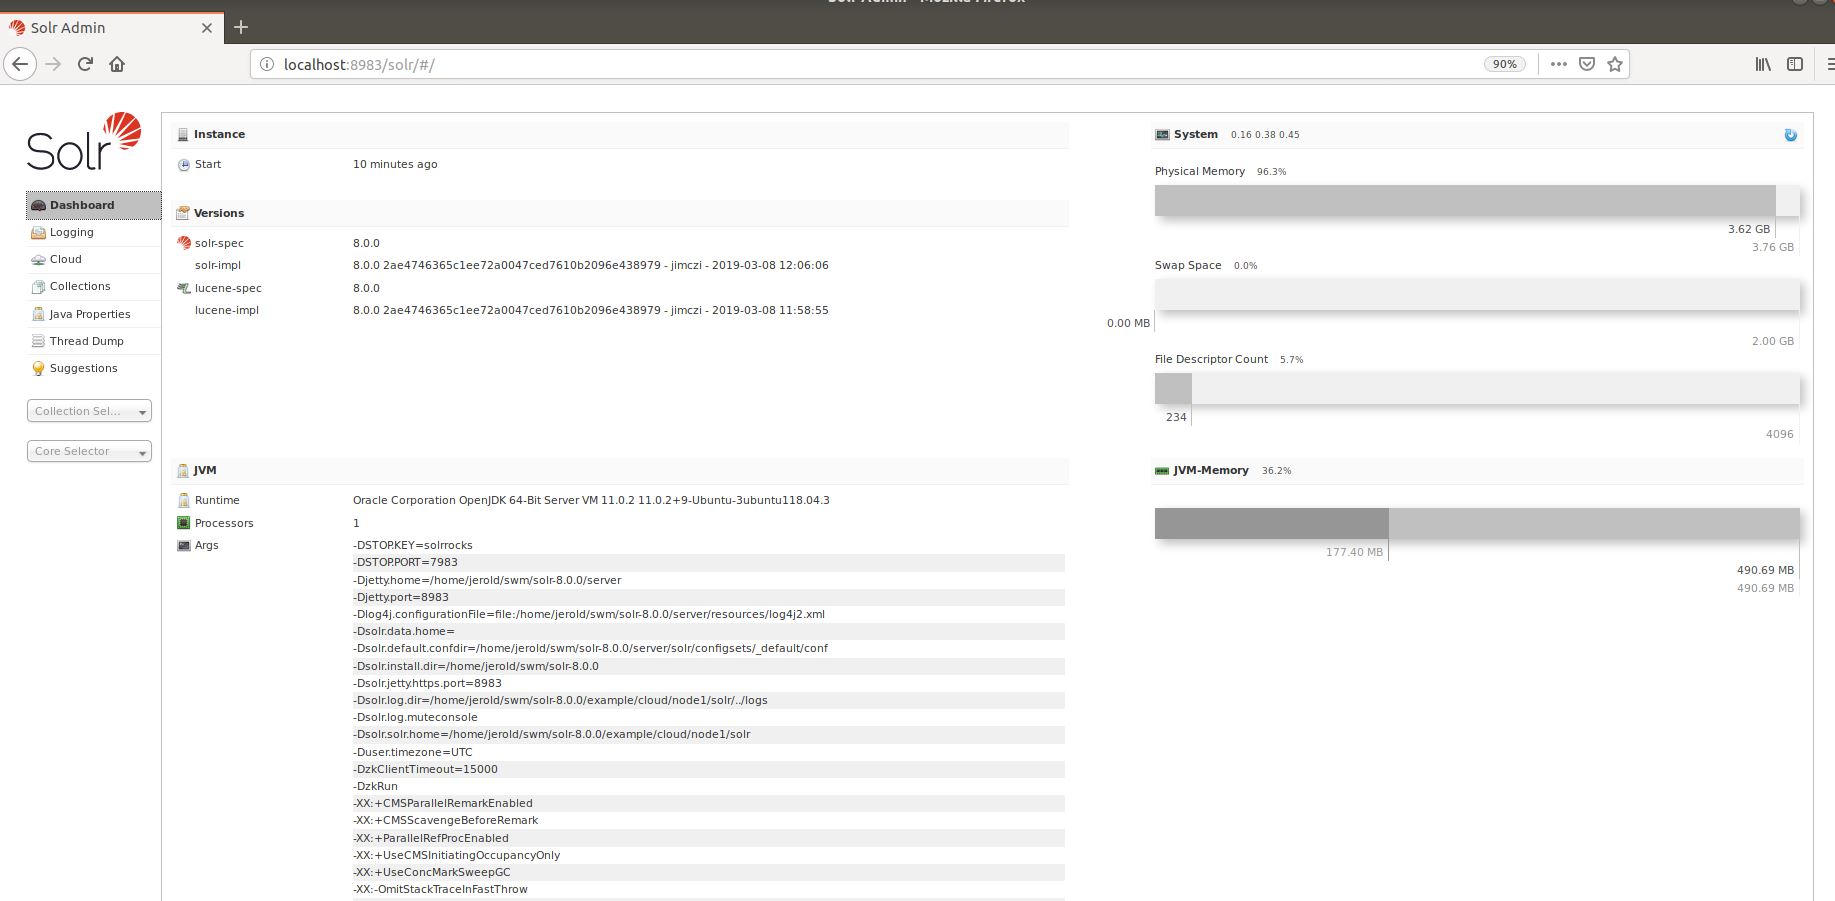 Solr Admin
localhost:8983/solr/#/
90%
Solr
Dashboard
Logging
Cloud
Collections
Java Properties
Thread Dump
Suggestions
Collection Sel...
Core Selector
Instance
Start 10 minutes ago
Versions
solr-spec 8.0.0
solr-impl 8.0.0 2ae4746365c1ee72a0047ced7610b2096e438979 - jimczi - 2019-03-08 12:06:06
lucene-spec 8.0.0
lucene-impl 8.0.0 2ae4746365c1ee72a0047ced7610b2096e438979 - jimczi - 2019-03-08 11:58:55
System 0.16 0.38 0.45
Physical Memory 96.3%
3.62 GB
3.76 GB
Swap Space 0.0%
0.00 MB
2.00 GB
File Descriptor Count 5.7%
234
4096
JVM
Runtime Oracle Corporation OpenJDK 64-Bit Server VM 11.0.2 11.0.2+9-Ubuntu-3ubuntu118.04.3
Processors 1
Args -DSTOP.KEY=solrrocks
-DSTOP.PORT=7983
-Djetty.home=/home/jerold/swm/solr-8.0.0/server
-Djetty.port=8983
-Dlog4j.configurationFile=file:/home/jerold/swm/solr-8.0.0/server/resources/log4j2.xml
-Dsolr.data.home=
-Dsolr.default.confdir=/home/jerold/swm/solr-8.0.0/server/solr/configsets/_default/conf
-Dsolr.install.dir=/home/jerold/swm/solr-8.0.0
-Dsolr.jetty.https.port=8983
-Dsolr.log.dir=/home/jerold/swm/solr-8.0.0/example/cloud/node1/solr/../logs
-Dsolr.log.muteconsole
-Dsolr.solr.home=/home/jerold/swm/solr-8.0.0/example/cloud/node1/solr
-Duser.timezone=UTC
-DzkClientTimeout=15000
-DzkRun
-XX:+CMSParallelRemarkEnabled
-XX:+CMSScavengeBeforeRemark
-XX:+ParallelRefProcEnabled
-XX:+UseCMSInitiatingOccupancyOnly
-XX:+UseConcMarkSweepGC
-XX:-OmitStackTraceInFastThrow
JVM-Memory 36.2%
177.40 MB
490.69 MB
490.69 MB